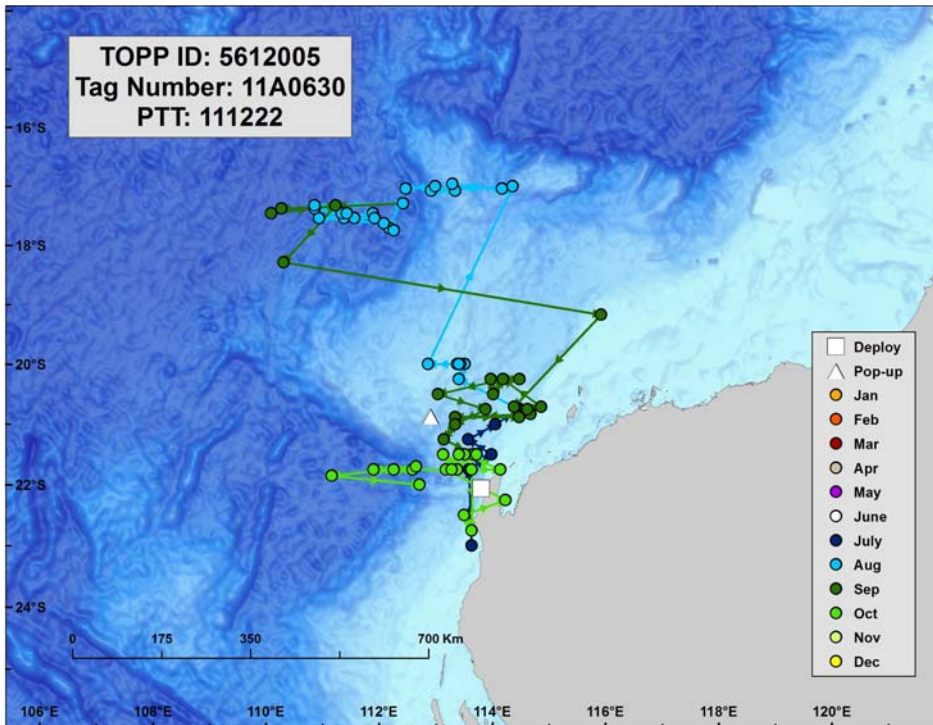 TOPP ID: 5612005
Tag Number: 11A0630
PTT: 111222
16°S
18°S
20°S
22°S
24°S
Deploy
Pop-up
Jan
Feb
Mar
Apr
May
June
July
Aug
Sep
Oct
Nov
Dec
0 175 350 700 Km
106°E 108°E 110°E 112°E 114°E 116°E 118°E 120°E